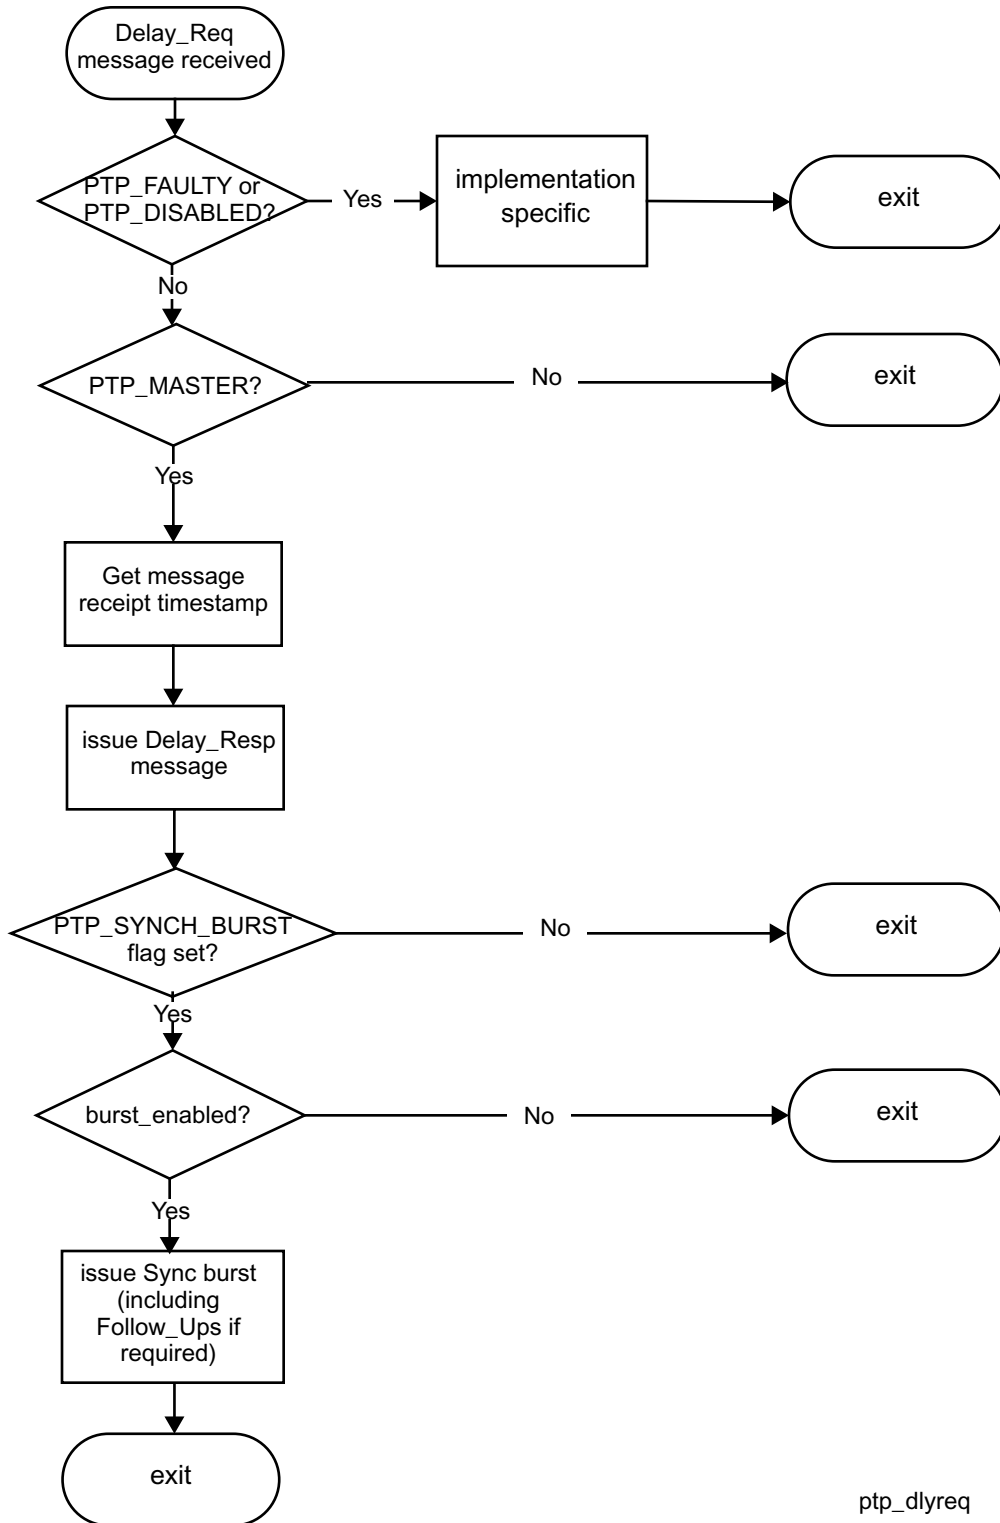 Delay_Req
message received
PTP_FAULTY or
PTP_DISABLED?
Yes
implementation
specific
exit
No
PTP_MASTER?
No
exit
Yes
Get message
receipt timestamp
issue Delay_Resp
message
PTP_SYNCH_BURST
flag set?
No
exit
Yes
burst_enabled?
No
exit
Yes
issue Sync burst
(including
Follow_Ups if
required)
exit
ptp_dlyreq